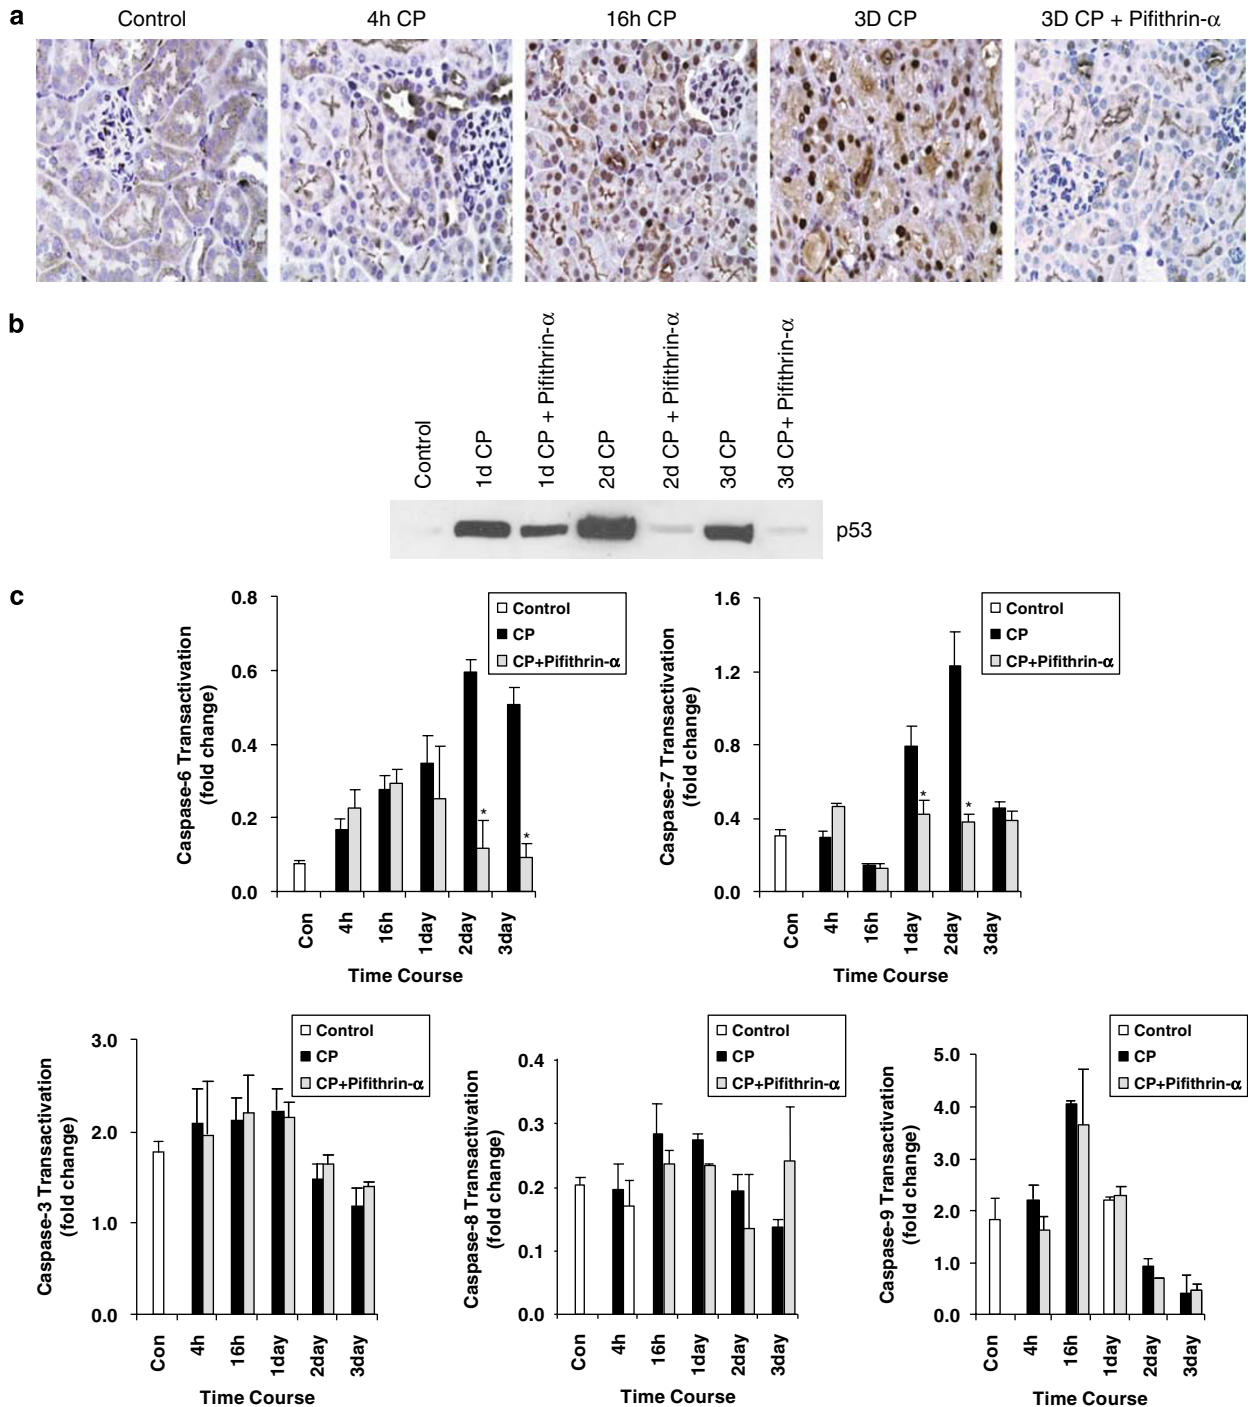 a
Control
4h CP
16h CP
3D CP
3D CP + Pifithrin-α
b
Control
1d CP
1d CP + Pifithrin-α
2d CP
2d CP + Pifithrin-α
3d CP
3d CP+ Pifithrin-α
p53
c
Caspase-6 Transactivation
(fold change)
0.8
0.6
0.4
0.2
0.0
Control
CP
CP+Pifithrin-α
*
*
Con
4h
16h
1day
2day
3day
Time Course
Caspase-7 Transactivation
(fold change)
1.6
1.2
0.8
0.4
0.0
Control
CP
CP+Pifithrin-α
*
*
Con
4h
16h
1day
2day
3day
Time Course
Caspase-3 Transactivation
(fold change)
3.0
2.0
1.0
0.0
Control
CP
CP+Pifithrin-α
Con
4h
16h
1day
2day
3day
Time Course
Caspase-8 Transactivation
(fold change)
0.4
0.3
0.2
0.1
0.0
Control
CP
CP+Pifithrin-α
Con
4h
16h
1day
2day
3day
Time Course
Caspase-9 Transactivation
(fold change)
5.0
4.0
3.0
2.0
1.0
0.0
Control
CP
CP+Pifithrin-α
Con
4h
16h
1day
2day
3day
Time Course